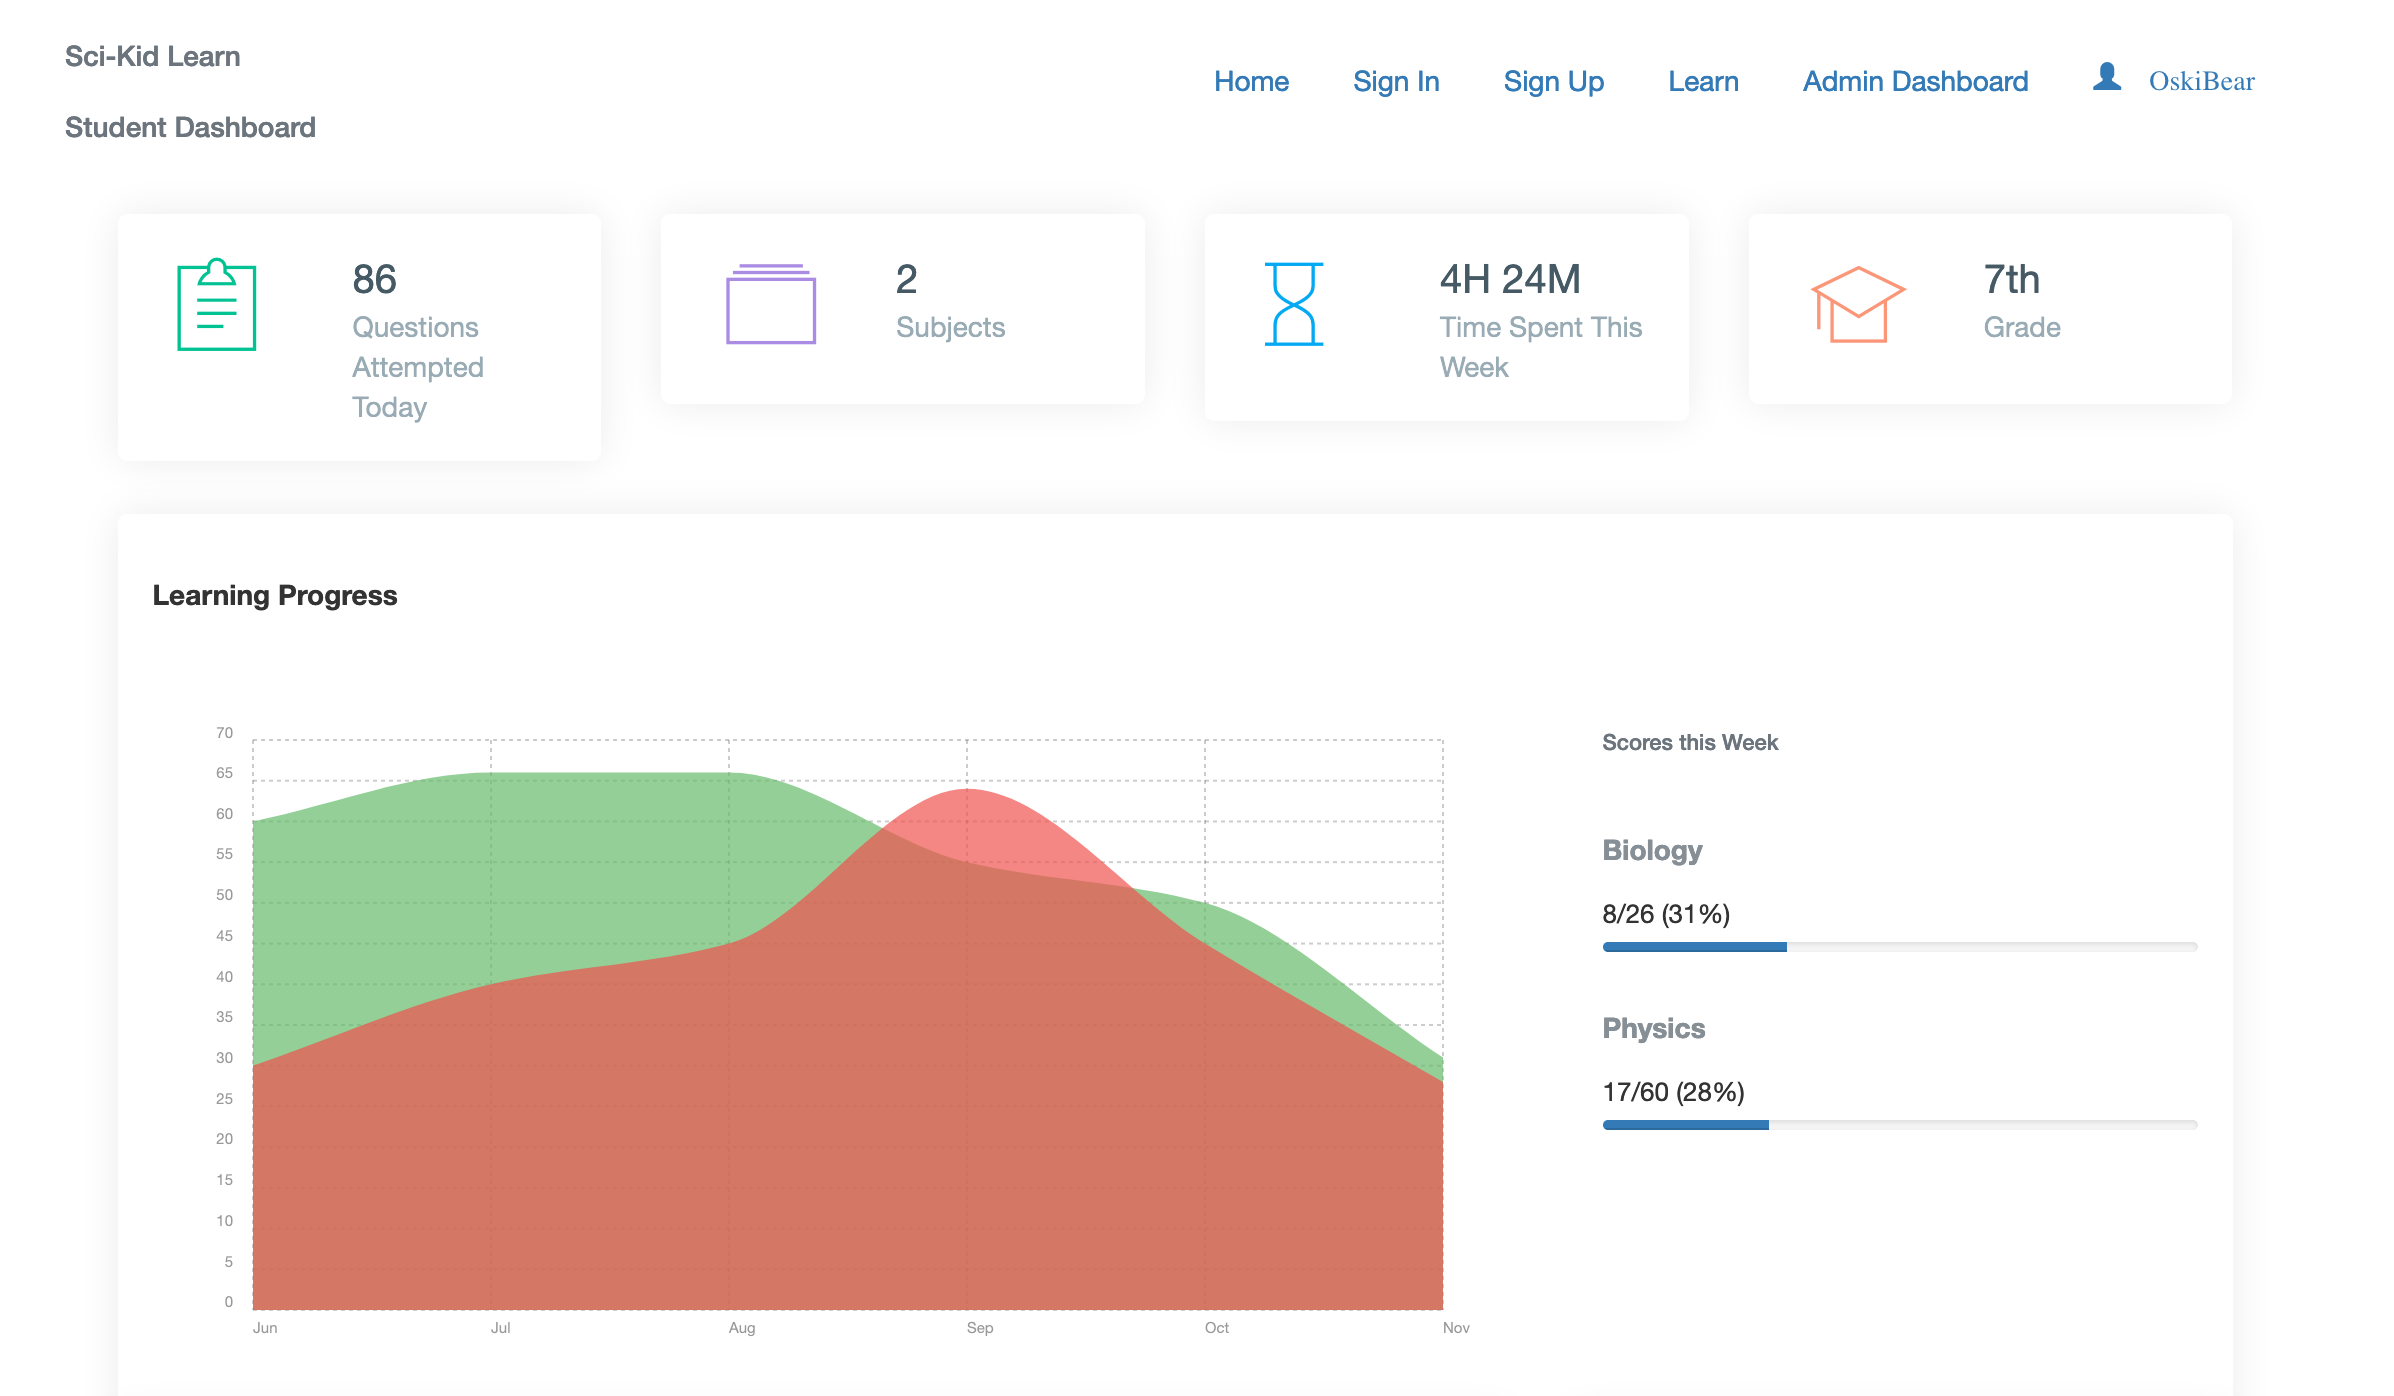 Sci-Kid Learn
Home Sign In Sign Up Learn Admin Dashboard OskiBear
Student Dashboard
86
Questions
Attempted
Today
2
Subjects
4H 24M
Time Spent This
Week
7th
Grade
Learning Progress
70
65
60
55
50
45
40
35
30
25
20
15
10
5
0
Jun Jul Aug Sep Oct Nov
Scores this Week
Biology
8/26 (31%)
Physics
17/60 (28%)